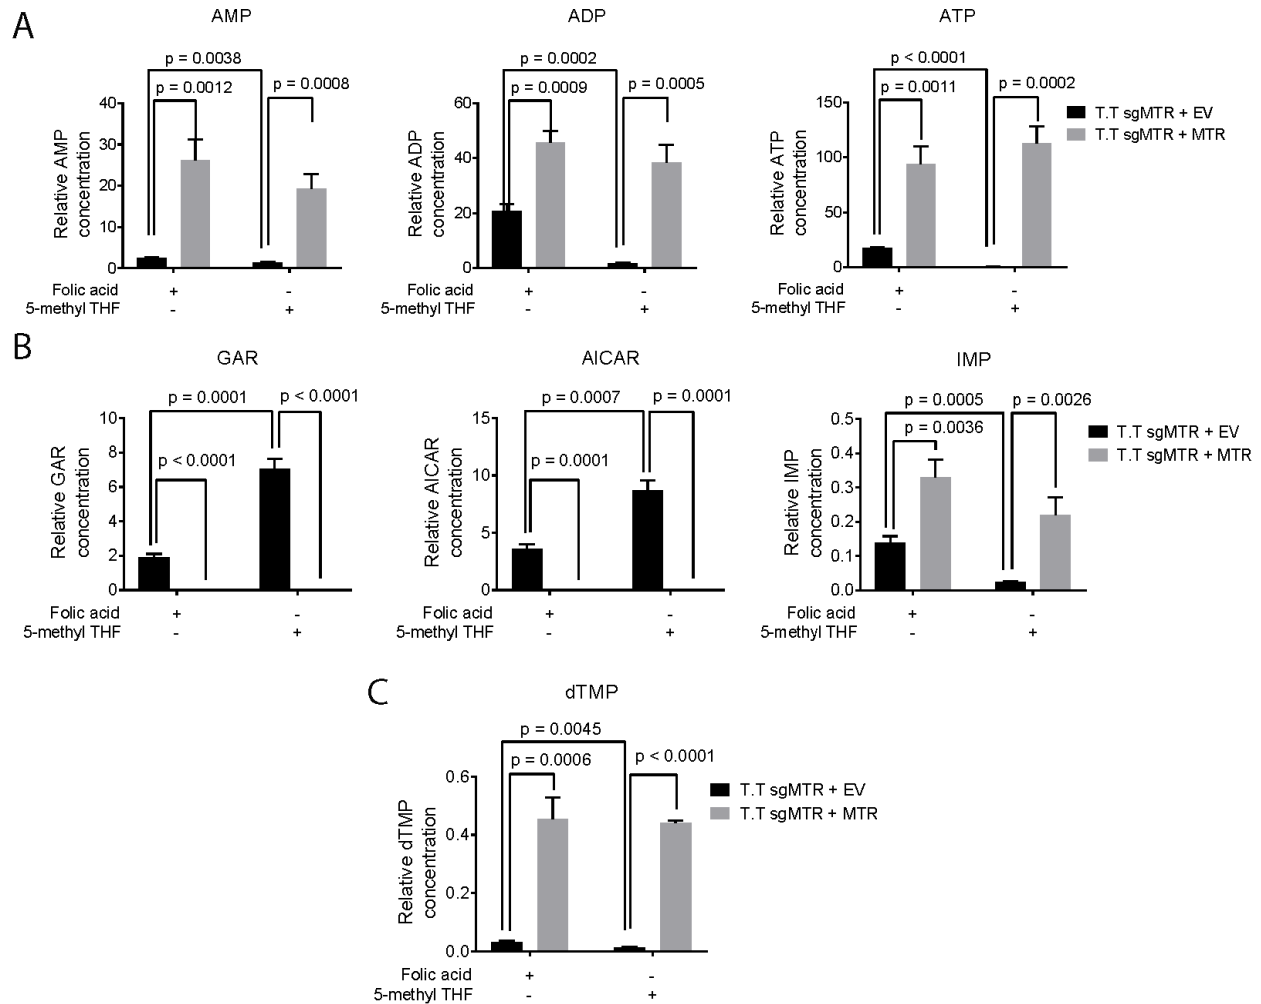 A
AMP
ADP
ATP
p = 0.0038
p = 0.0012
p = 0.0008
p = 0.0002
p = 0.0009
p = 0.0005
p < 0.0001
p = 0.0011
p = 0.0002
T.T sgMTR + EV
T.T sgMTR + MTR
Relative AMP
concentration
40
30
20
10
0
Relative ADP
concentration
60
40
20
0
Relative ATP
concentration
150
100
50
0
Folic acid + -
5-methyl THF - +
Folic acid + -
5-methyl THF - +
Folic acid + -
5-methyl THF - +
B
GAR
AICAR
IMP
p = 0.0001
p < 0.0001
p < 0.0001
p = 0.0007
p = 0.0001
p = 0.0001
p = 0.0005
p = 0.0026
p = 0.0036
T.T sgMTR + EV
T.T sgMTR + MTR
Relative GAR
concentration
10
8
6
4
2
0
Relative AICAR
concentration
15
10
5
0
Relative IMP
concentration
0.5
0.4
0.3
0.2
0.1
0.0
Folic acid + -
5-methyl THF - +
Folic acid + -
5-methyl THF - +
Folic acid + -
5-methyl THF - +
C
dTMP
p = 0.0045
p = 0.0006
p < 0.0001
T.T sgMTR + EV
T.T sgMTR + MTR
Relative dTMP
concentration
0.6
0.4
0.2
0.0
Folic acid + -
5-methyl THF - +